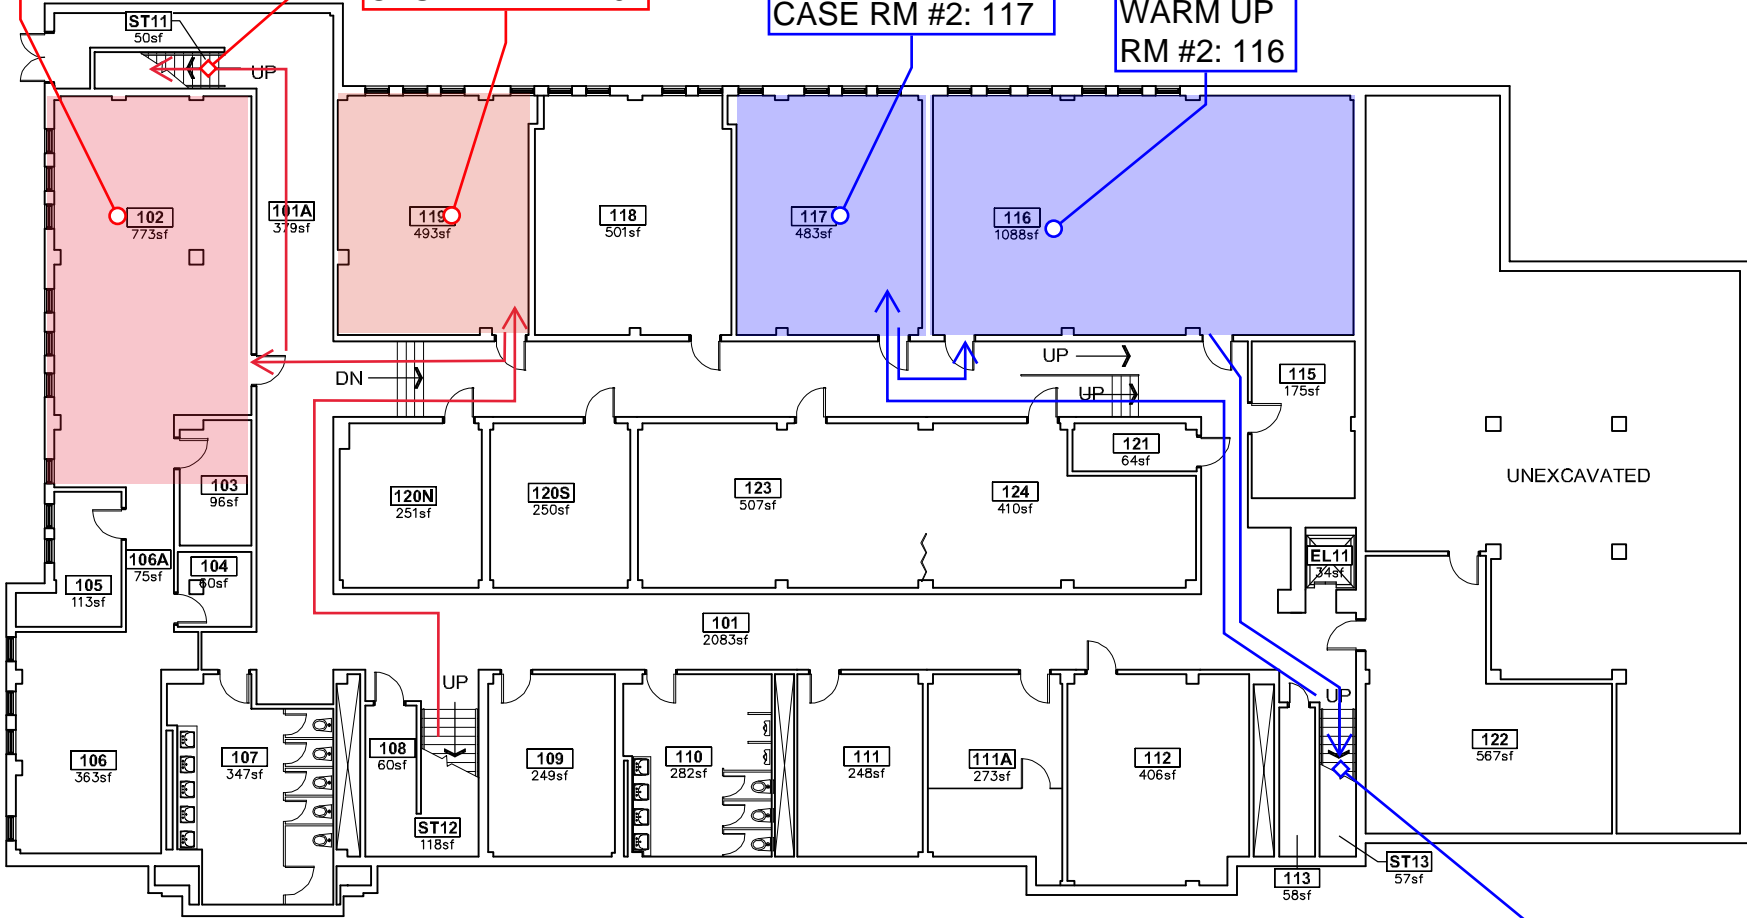 CASE RM #2: 117
WARM UP
RM #2: 116
ST11
50sf
UP
102
773sf
101A
379sf
119
493sf
118
501sf
117
483sf
116
1088sf
DN
UP
UP
115
175sf
121
64sf
103
96sf
120N
251sf
120S
250sf
123
507sf
124
410sf
UNEXCAVATED
106A
75sf
104
60sf
105
113sf
EL11
34sf
101
2083sf
UP
UP
106
363sf
107
347sf
108
60sf
109
249sf
110
282sf
111
248sf
111A
273sf
112
406sf
122
567sf
ST12
118sf
113
58sf
ST13
57sf